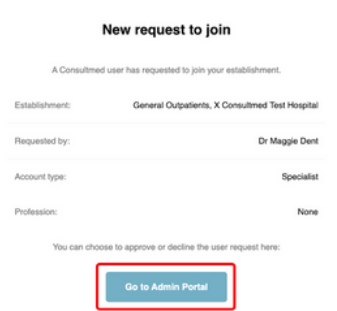 New request to join
A Consultmed user has requested to join your establishment.
Establishment: General Outpatients, X Consultmed Test Hospital
Requested by: Dr Maggie Dent
Account type: Specialist
Profession: None
You can choose to approve or decline the user request here:
Go to Admin Portal